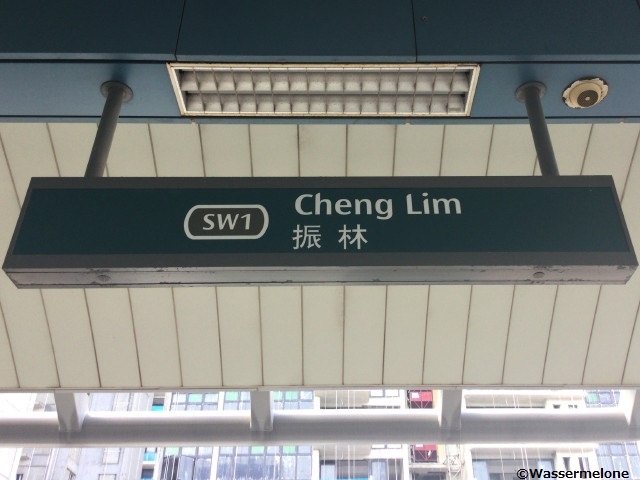 SW1
Cheng Lim
振林
©Wassermelone